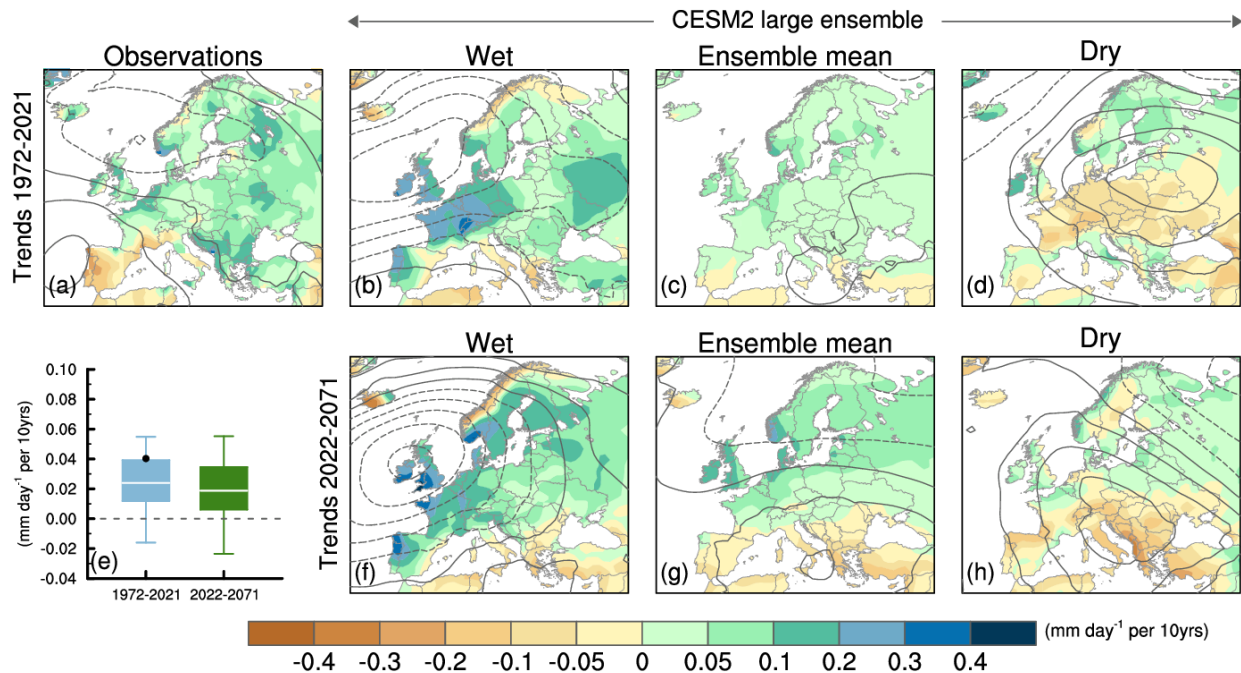 CESM2 large ensemble
Observations
Wet
Ensemble mean
Dry
Trends 1972-2021
(a)
(b)
(c)
(d)
Wet
Ensemble mean
Dry
0.10
0.08
0.06
0.04
0.02
0.00
-0.02
-0.04
(mm day⁻¹ per 10yrs)
(e)
1972-2021 2022-2071
Trends 2022-2071
(f)
(g)
(h)
(mm day⁻¹ per 10yrs)
-0.4 -0.3 -0.2 -0.1 -0.05 0 0.05 0.1 0.2 0.3 0.4